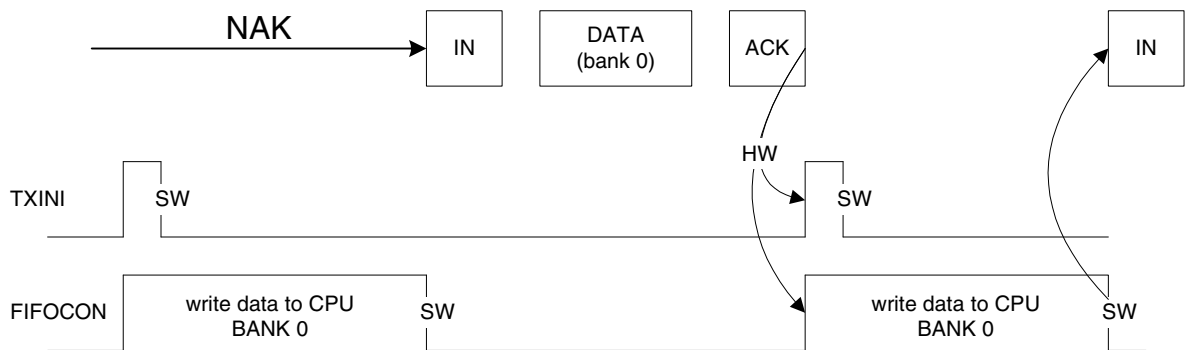 NAK
IN
DATA
(bank 0)
ACK
IN
HW
TXINI
SW
SW
FIFOCON
write data to CPU
BANK 0
SW
write data to CPU
BANK 0
SW